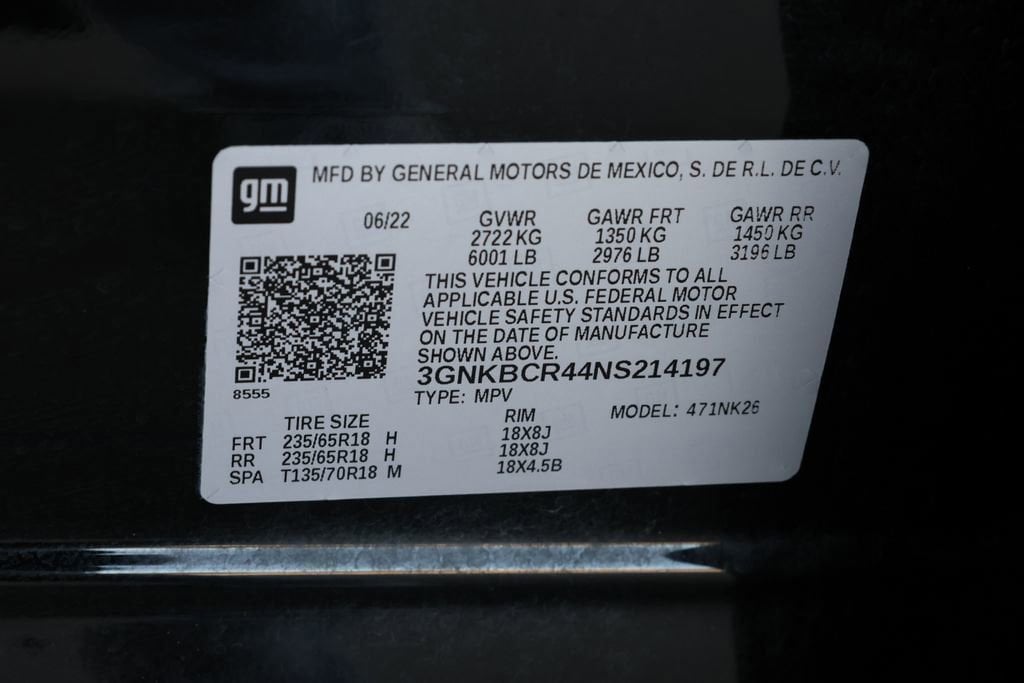 gm MFD BY GENERAL MOTORS DE MEXICO, S. DE R.L. DE C.V.
06/22 GVWR GAWR FRT GAWR RR
2722 KG 1350 KG 1450 KG
6001 LB 2976 LB 3196 LB
THIS VEHICLE CONFORMS TO ALL
APPLICABLE U.S. FEDERAL MOTOR
VEHICLE SAFETY STANDARDS IN EFFECT
ON THE DATE OF MANUFACTURE
SHOWN ABOVE.
3GNKBCR44NS214197
8555
TYPE: MPV MODEL: 471NK26
TIRE SIZE RIM
FRT 235/65R18 H 18X8J
RR 235/65R18 H 18X8J
SPA T135/70R18 M 18X4.5B